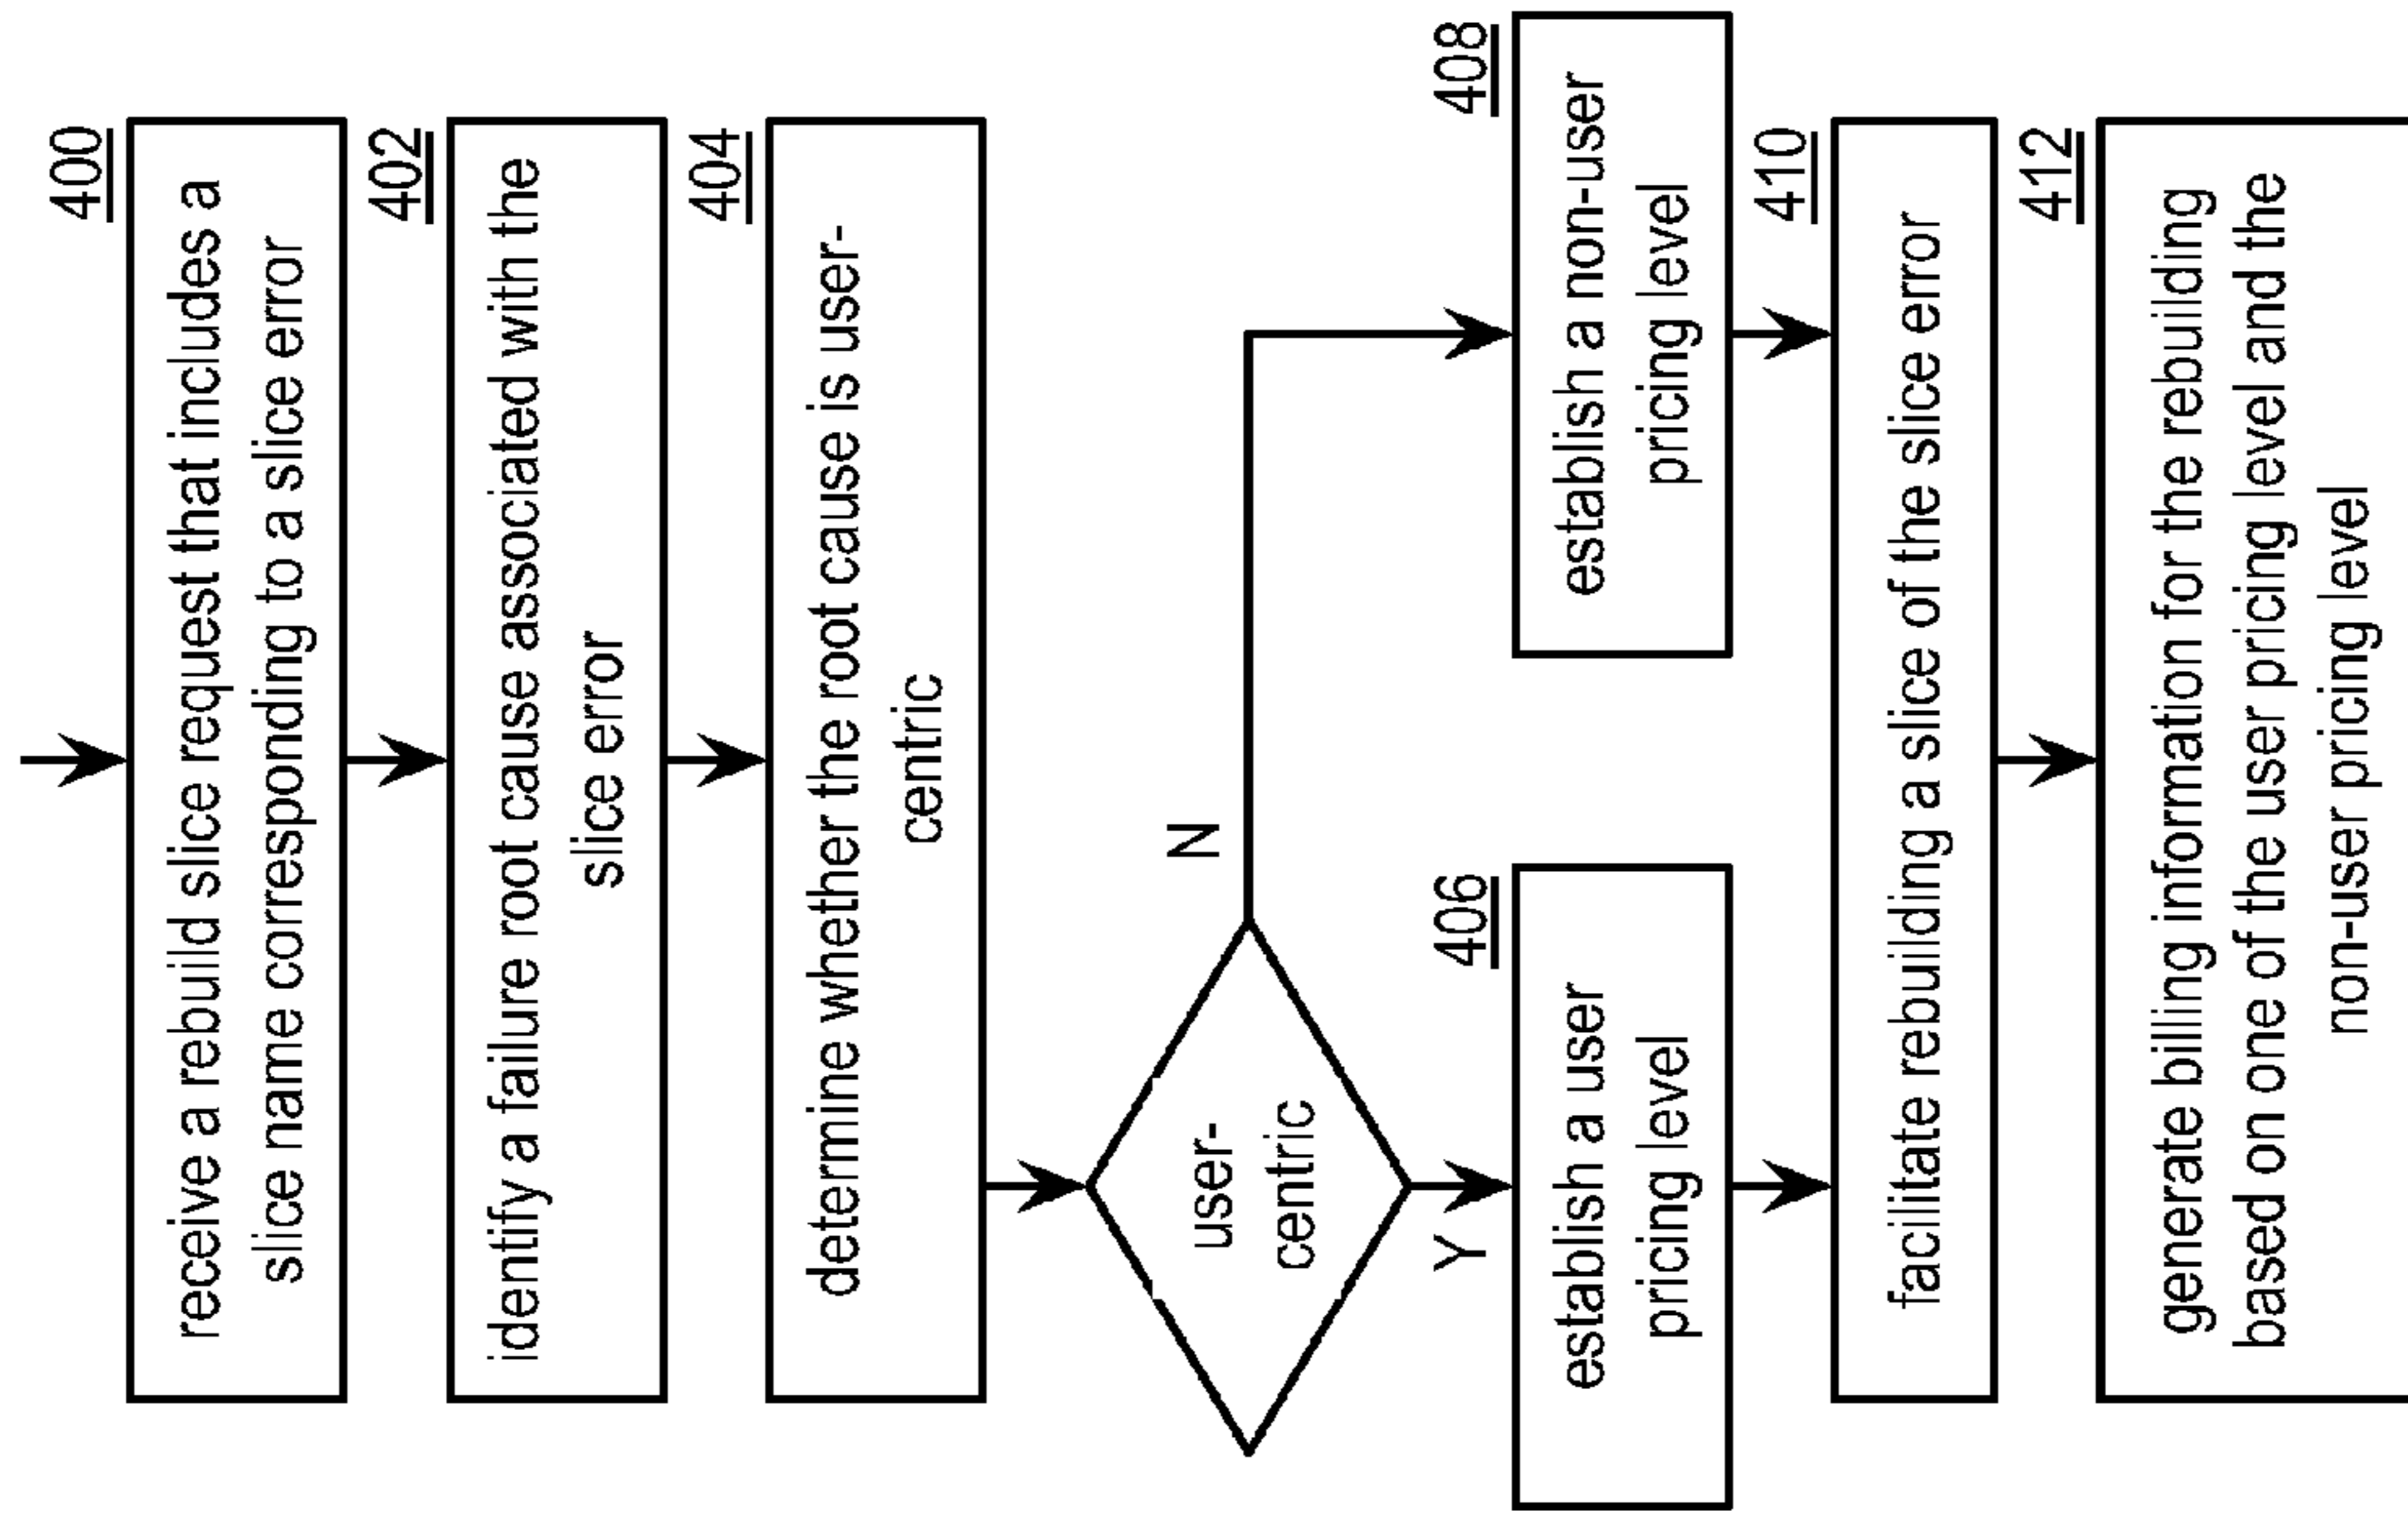 400
receive a rebuild slice request that includes a
slice name corresponding to a slice error
402
identify a failure root cause associated with the
slice error
404
determine whether the root cause is user-
centric
user-
centric
N
Y
406
establish a user
pricing level
408
establish a non-user
pricing level
410
facilitate rebuilding a slice of the slice error
412
generate billing information for the rebuilding
based on one of the user pricing level and the
non-user pricing level